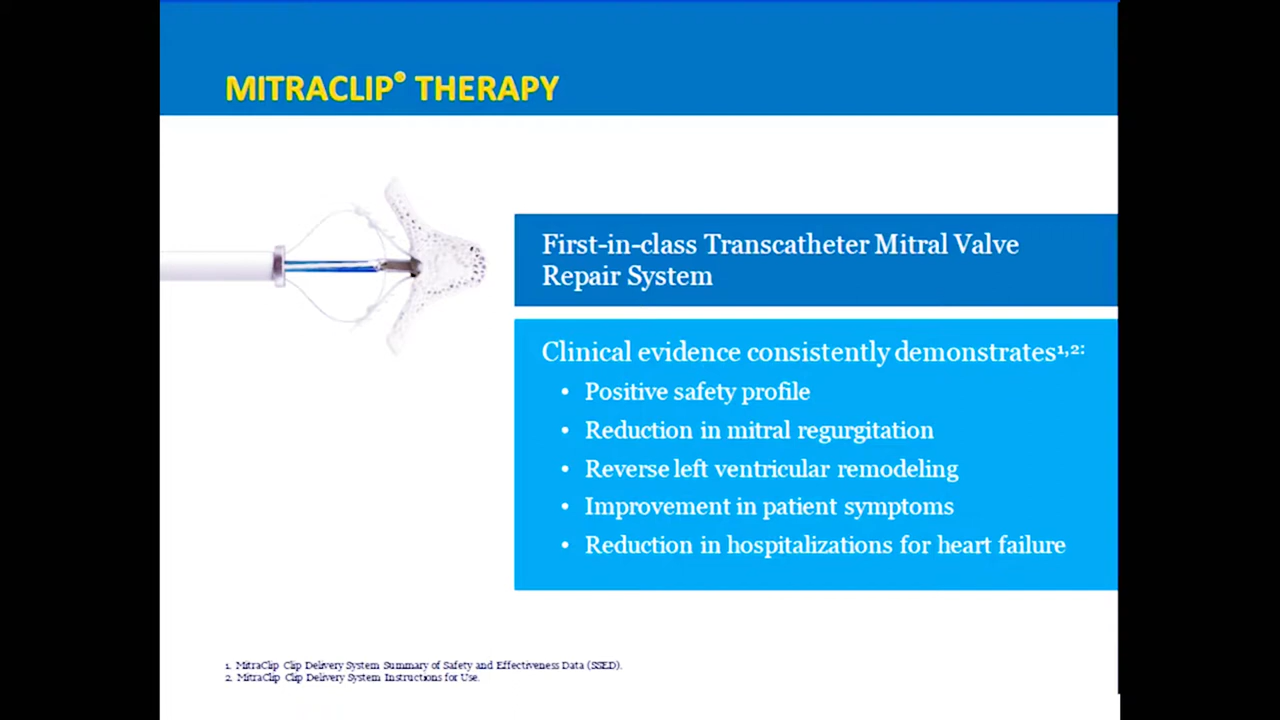 MITRACLIP® THERAPY
First-in-class Transcatheter Mitral Valve
Repair System
Clinical evidence consistently demonstrates¹,²:
• Positive safety profile
• Reduction in mitral regurgitation
• Reverse left ventricular remodeling
• Improvement in patient symptoms
• Reduction in hospitalizations for heart failure
1. MitraClip Clip Delivery System Summary of Safety and Effectiveness Data (SSED).
2. MitraClip Clip Delivery System Instructions for Use.